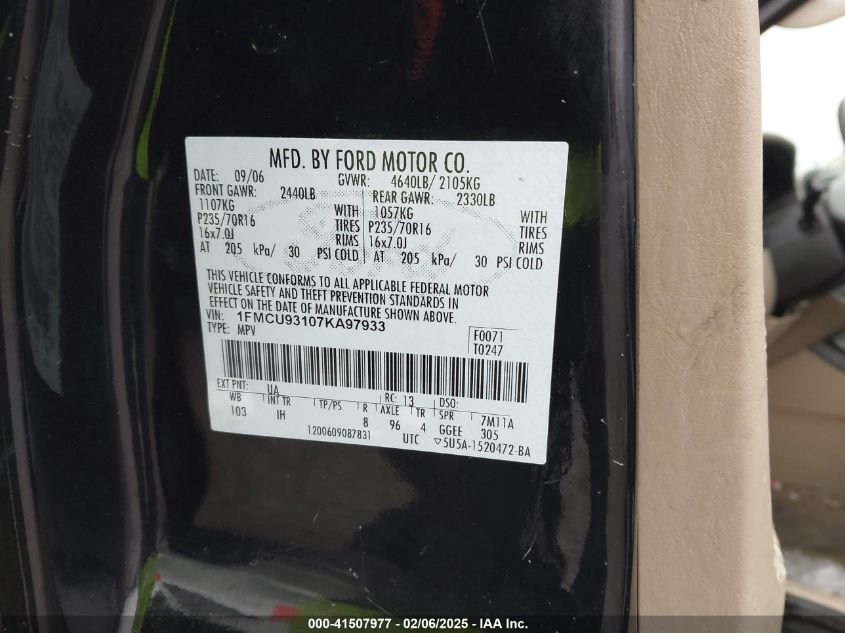 MFD. BY FORD MOTOR CO.
DATE: 09/06 GVWR: 4640LB/ 2105KG
FRONT GAWR: 2440LB REAR GAWR: 2330LB
1107KG WITH 1057KG WITH
P235/70R16 TIRES P235/70R16 TIRES
16x7.0J RIMS 16x7.0J RIMS
AT 205 kPa/ 30 PSI COLD AT 205 kPa/ 30 PSI COLD
THIS VEHICLE CONFORMS TO ALL APPLICABLE FEDERAL MOTOR
VEHICLE SAFETY AND THEFT PREVENTION STANDARDS IN
EFFECT ON THE DATE OF MANUFACTURE SHOWN ABOVE.
VIN: 1FMCU93107KA97933
TYPE: MPV
F0071
T0247
EXT PNT: UA RC: 13 DSO:
WB INT TR TP/PS R AXLE TR SPR 7M11A
103 IH 8 96 4 GGEE 305
1200609087831 UTC ▽5U5A-1520472-BA
000-41507977 - 02/06/2025 - IAA Inc.